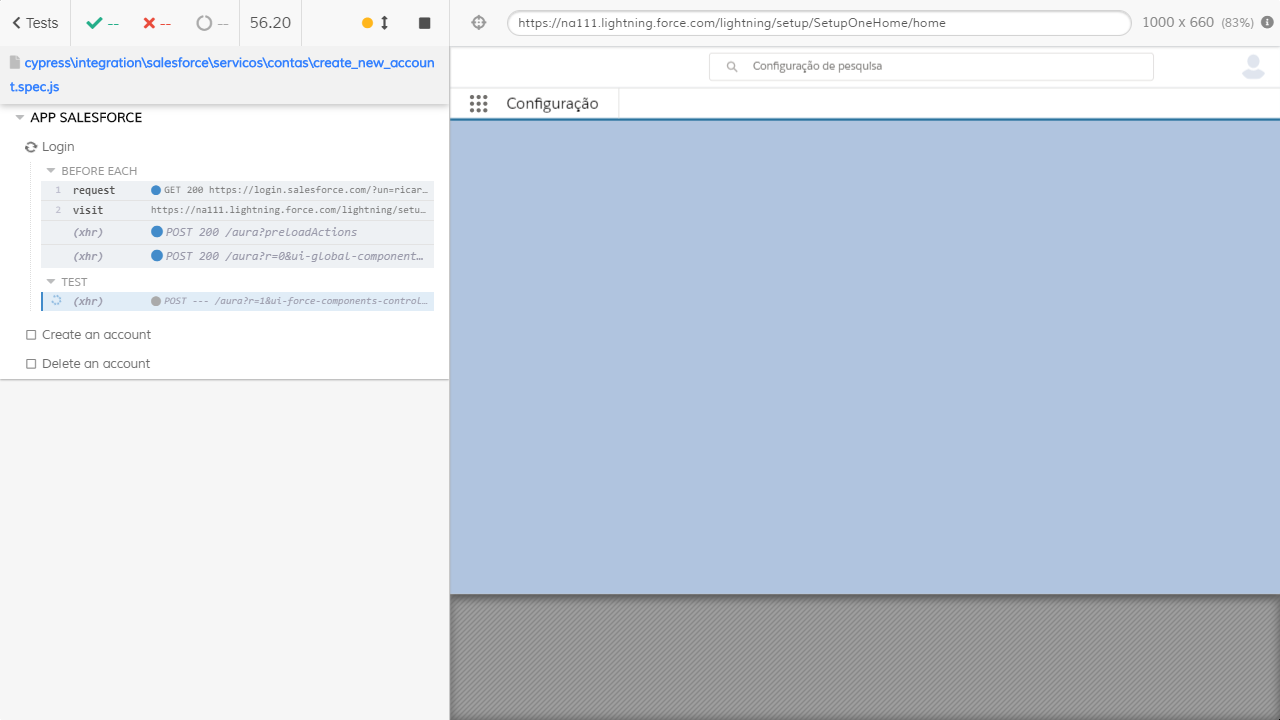 Tests -- -- -- 56.20
https://na111.lightning.force.com/lightning/setup/SetupOneHome/home 1000 x 660 (83%)
cypress\integration\salesforce\servicos\contas\create_new_accoun
t.spec.js
APP SALESFORCE
Login
BEFORE EACH
1 request GET 200 https://login.salesforce.com/?un=ricar...
2 visit https://na111.lightning.force.com/lightning/setu...
(xhr) POST 200 /aura?preloadActions
(xhr) POST 200 /aura?r=0&ui-global-component...
TEST
(xhr) POST --- /aura?r=1&ui-force-components-control...
Create an account
Delete an account
Configuração de pesquisa
Configuração